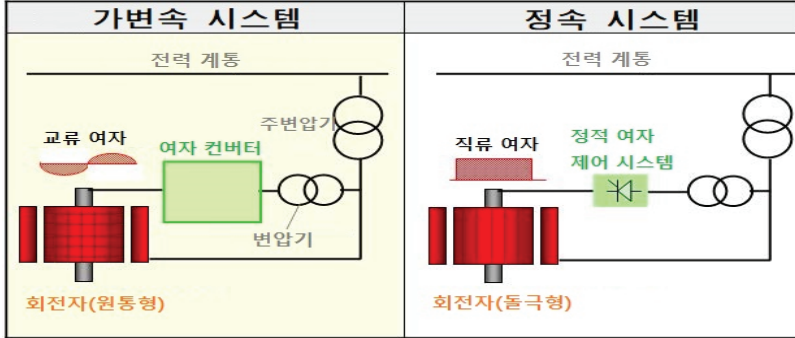 가변속 시스템
정속 시스템
전력 계통
주변압기
교류 여자
여자 컨버터
변압기
회전자(원통형)
전력 계통
직류 여자
정적 여자
제어 시스템
회전자(돌극형)